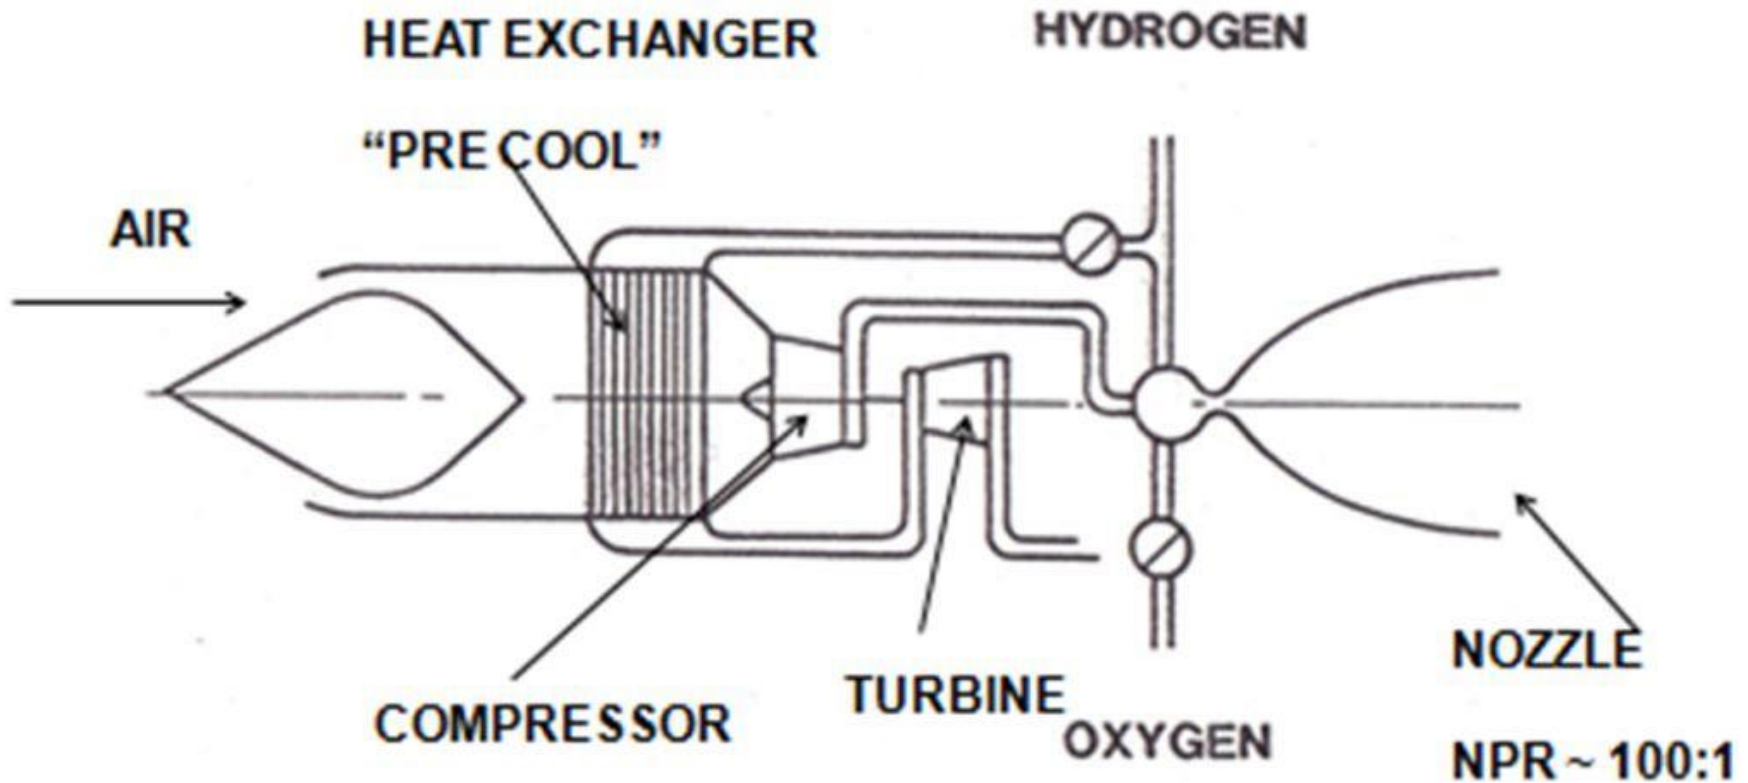 HEAT EXCHANGER
"PRE COOL"
HYDROGEN
AIR
COMPRESSOR
TURBINE
OXYGEN
NOZZLE
NPR ~ 100:1